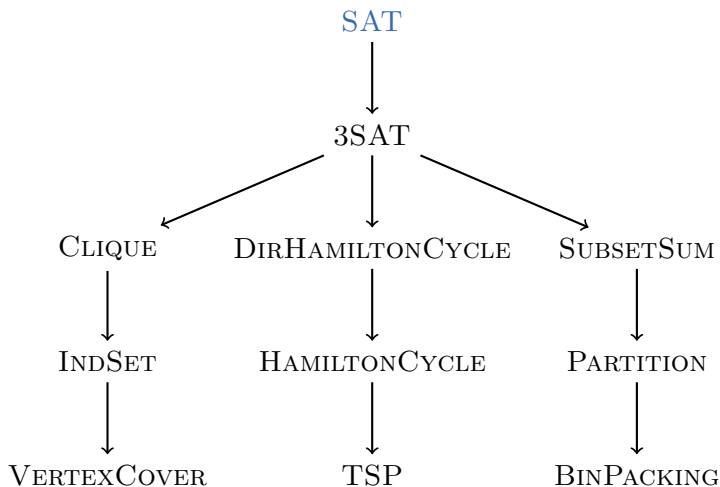 SAT
3SAT
CLIQUE DIRHAMILTONCYCLE SUBSETSUM
INDSET HAMILTONCYCLE PARTITION
VERTEXCOVER TSP BINPACKING